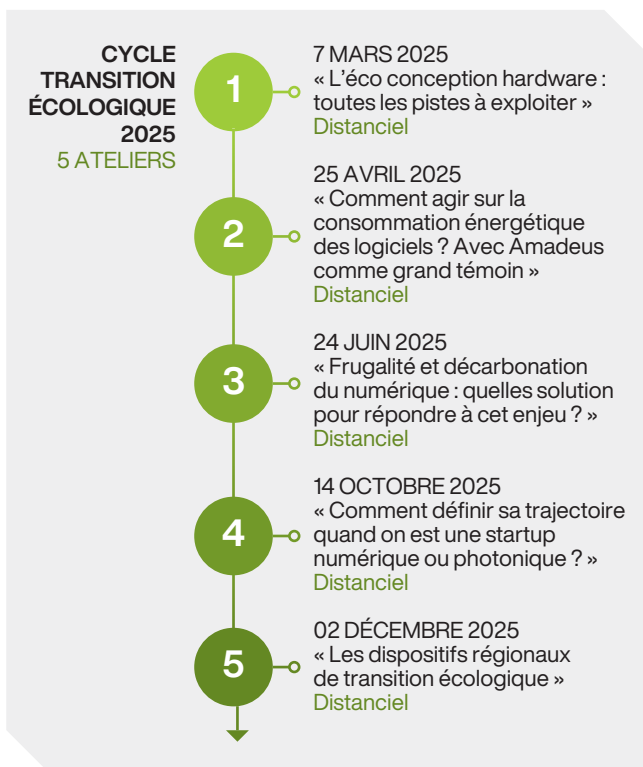 CYCLE
TRANSITION
ÉCOLOGIQUE
2025
5 ATELIERS
1
7 MARS 2025
« L’éco conception hardware :
toutes les pistes à exploiter »
Distanciel
2
25 AVRIL 2025
« Comment agir sur la
consommation énergétique
des logiciels ? Avec Amadeus
comme grand témoin »
Distanciel
3
24 JUIN 2025
« Frugalité et décarbonation
du numérique : quelles solution
pour répondre à cet enjeu ? »
Distanciel
4
14 OCTOBRE 2025
« Comment définir sa trajectoire
quand on est une startup
numérique ou photonique ? »
Distanciel
5
02 DÉCEMBRE 2025
« Les dispositifs régionaux
de transition écologique »
Distanciel